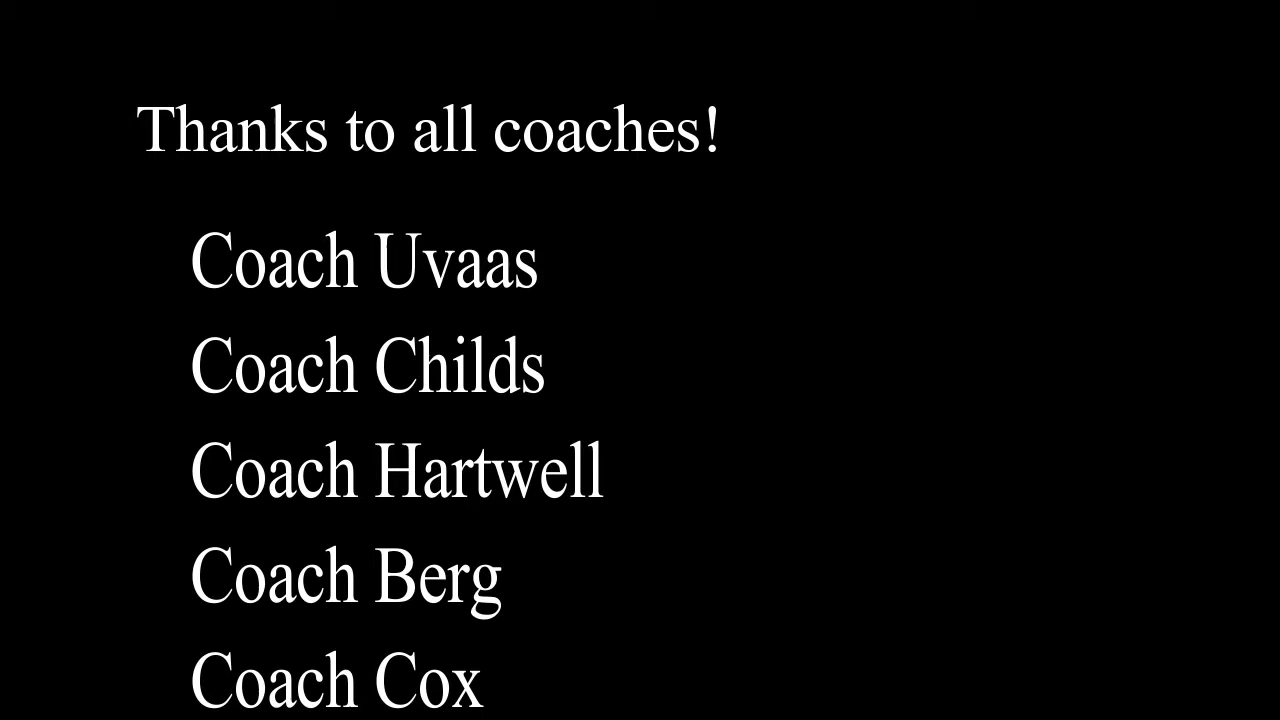 Thanks to all coaches!
Coach Uvaas
Coach Childs
Coach Hartwell
Coach Berg
Coach Cox